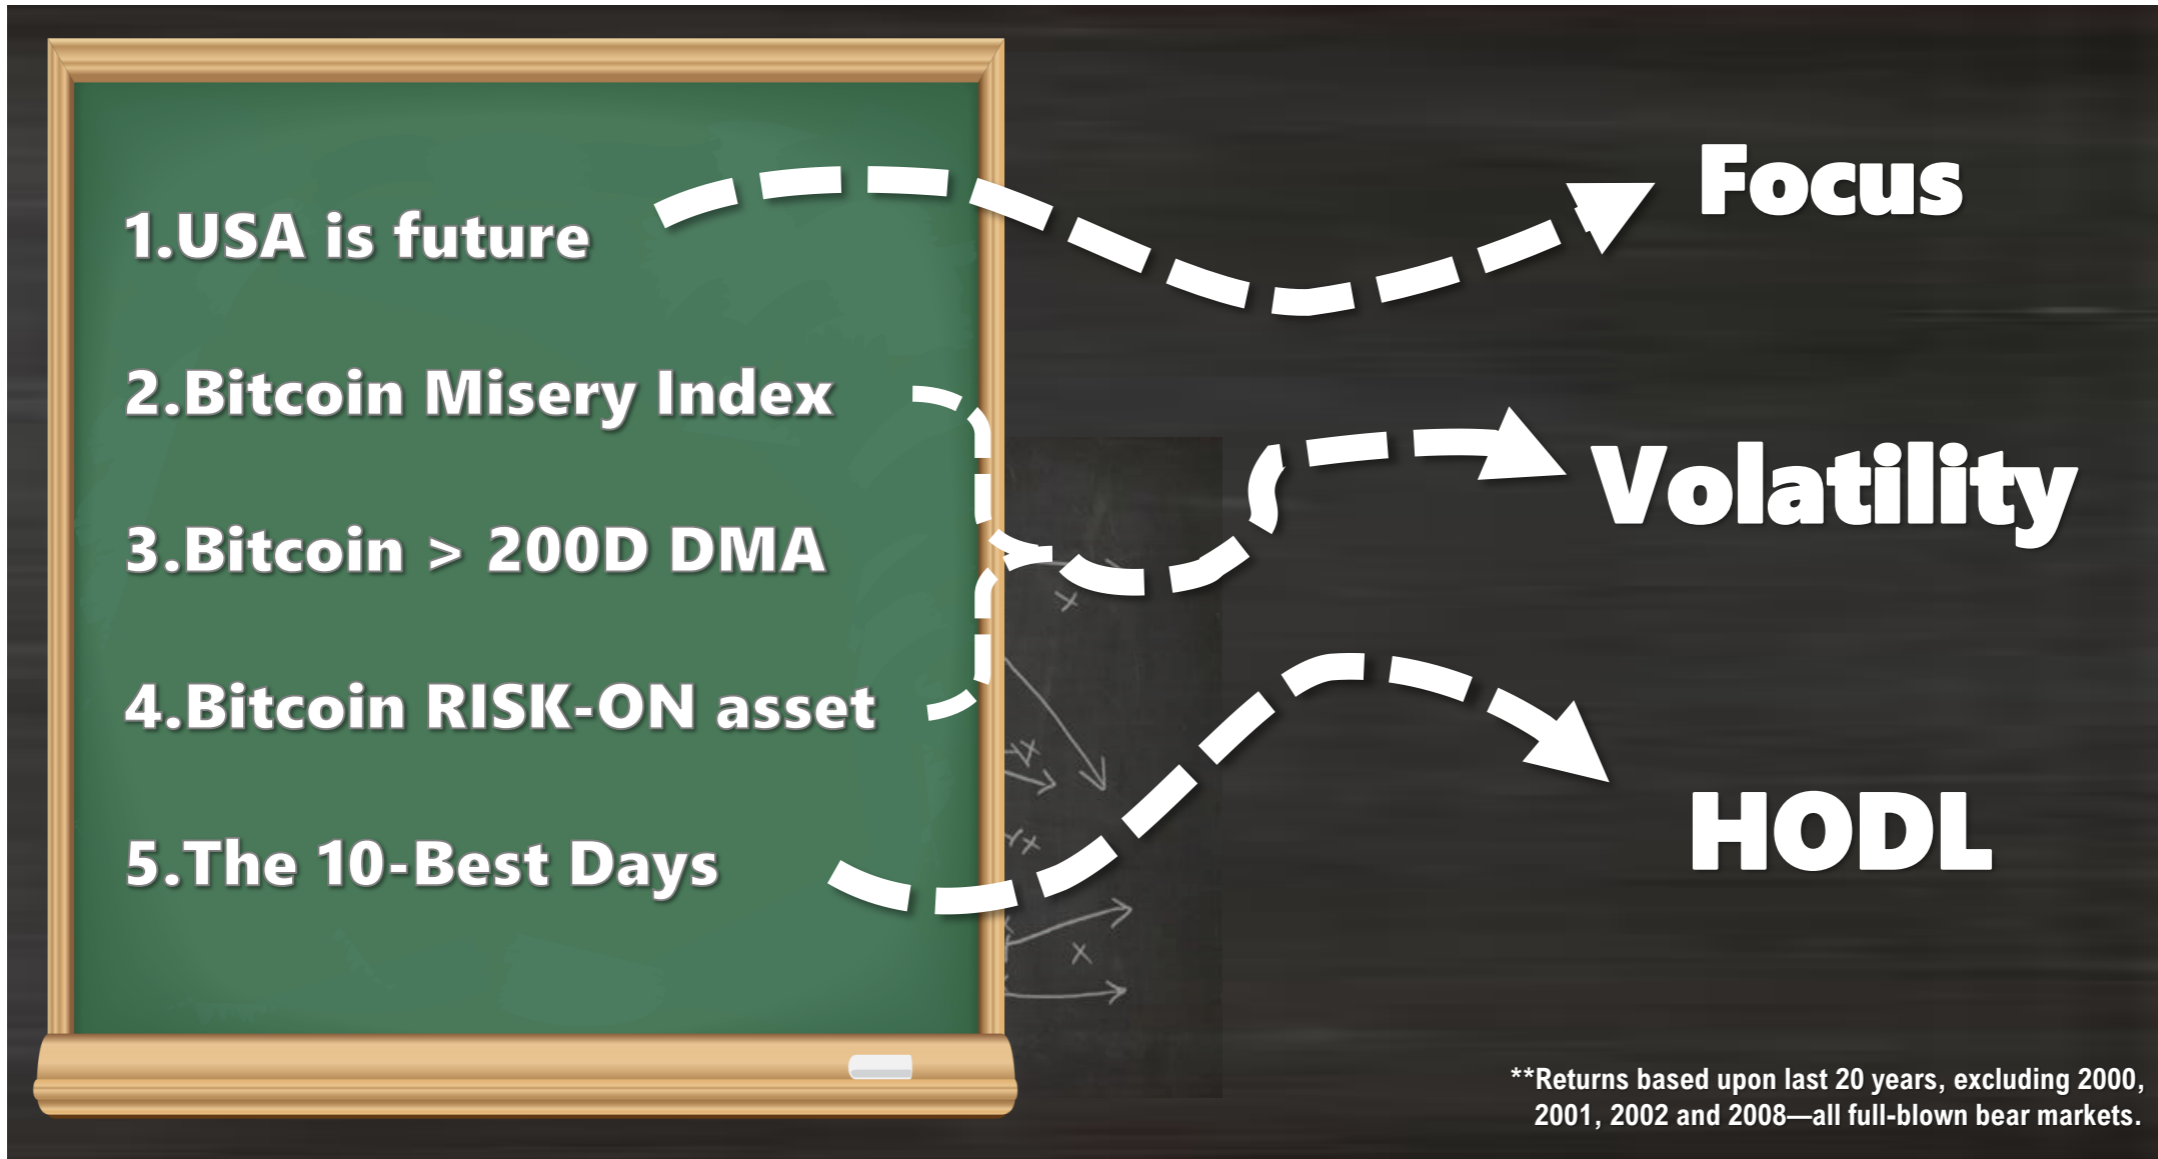 1.USA is future
2.Bitcoin Misery Index
3.Bitcoin > 200D DMA
4.Bitcoin RISK-ON asset
5.The 10-Best Days
Focus
Volatility
HODL
**Returns based upon last 20 years, excluding 2000,
2001, 2002 and 2008—all full-blown bear markets.